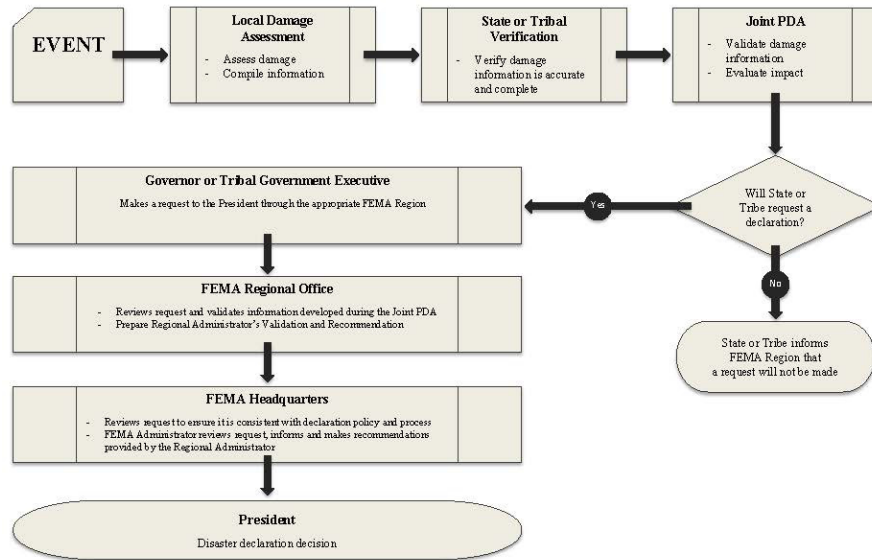 EVENT
Local Damage
Assessment
- Assess damage
- Compile information
State or Tribal
Verification
- Verify damage
information is accurate
and complete
Joint PDA
- Validate damage
information
- Evaluate impact
Will State or
Tribe request a
declaration?
Yes
No
State or Tribe informs
FEMA Region that
a request will not be made
Governor or Tribal Government Executive
Makes a request to the President through the appropriate FEMA Region
FEMA Regional Office
- Reviews request and validates information developed during the Joint PDA
- Prepare Regional Administrator's Validation and Recommendation
FEMA Headquarters
- Reviews request to ensure it is consistent with declaration policy and process
- FEMA Administrator reviews request, informs and makes recommendations
provided by the Regional Administrator
President
Disaster declaration decision